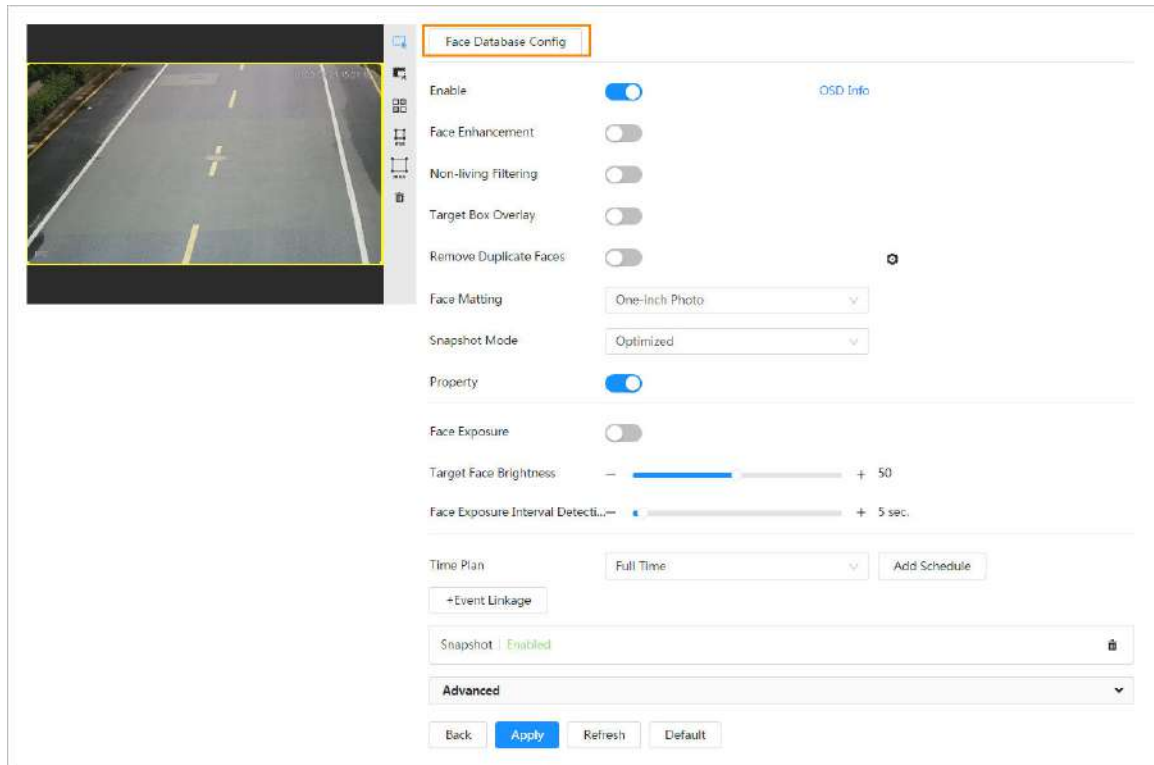 Face Database Config
Enable
OSD Info
Face Enhancement
Non-living Filtering
Target Box Overlay
Remove Duplicate Faces
Face Matting
One-inch Photo
Snapshot Mode
Optimized
Property
Face Exposure
Target Face Brightness
− + 50
Face Exposure Interval Detecti...
− + 5 sec.
Time Plan
Full Time
Add Schedule
+Event Linkage
Snapshot | Enabled
Advanced
Back
Apply
Refresh
Default